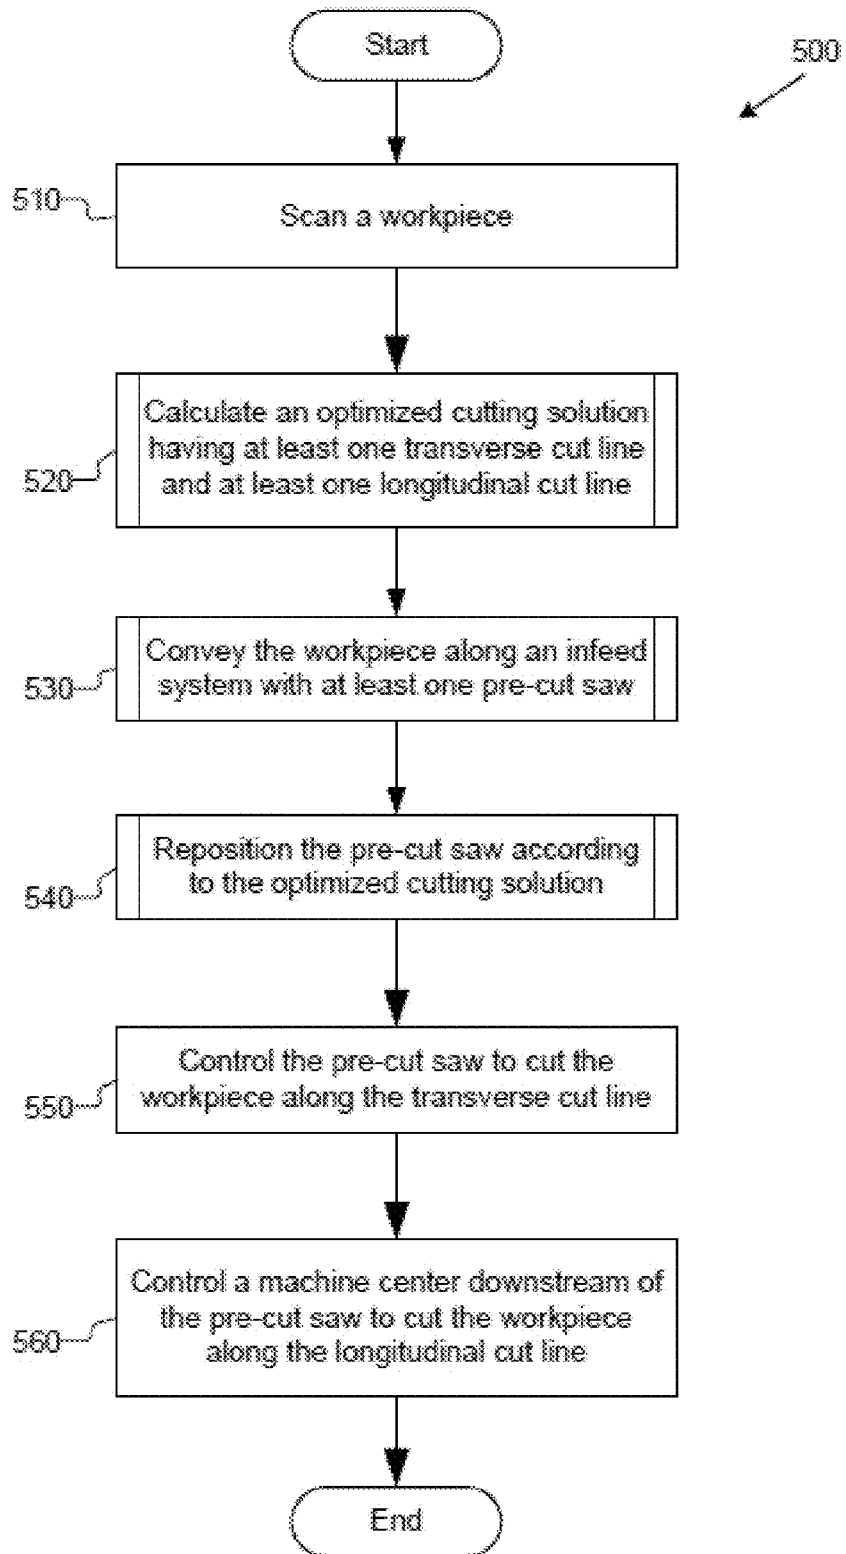 Start
500
510
Scan a workpiece
Calculate an optimized cutting solution
having at least one transverse cut line
and at least one longitudinal cut line
520
Convey the workpiece along an infeed
system with at least one pre-cut saw
530
Reposition the pre-cut saw according
to the optimized cutting solution
540
Control the pre-cut saw to cut the
workpiece along the transverse cut line
550
Control a machine center downstream of
the pre-cut saw to cut the workpiece
along the longitudinal cut line
560
End